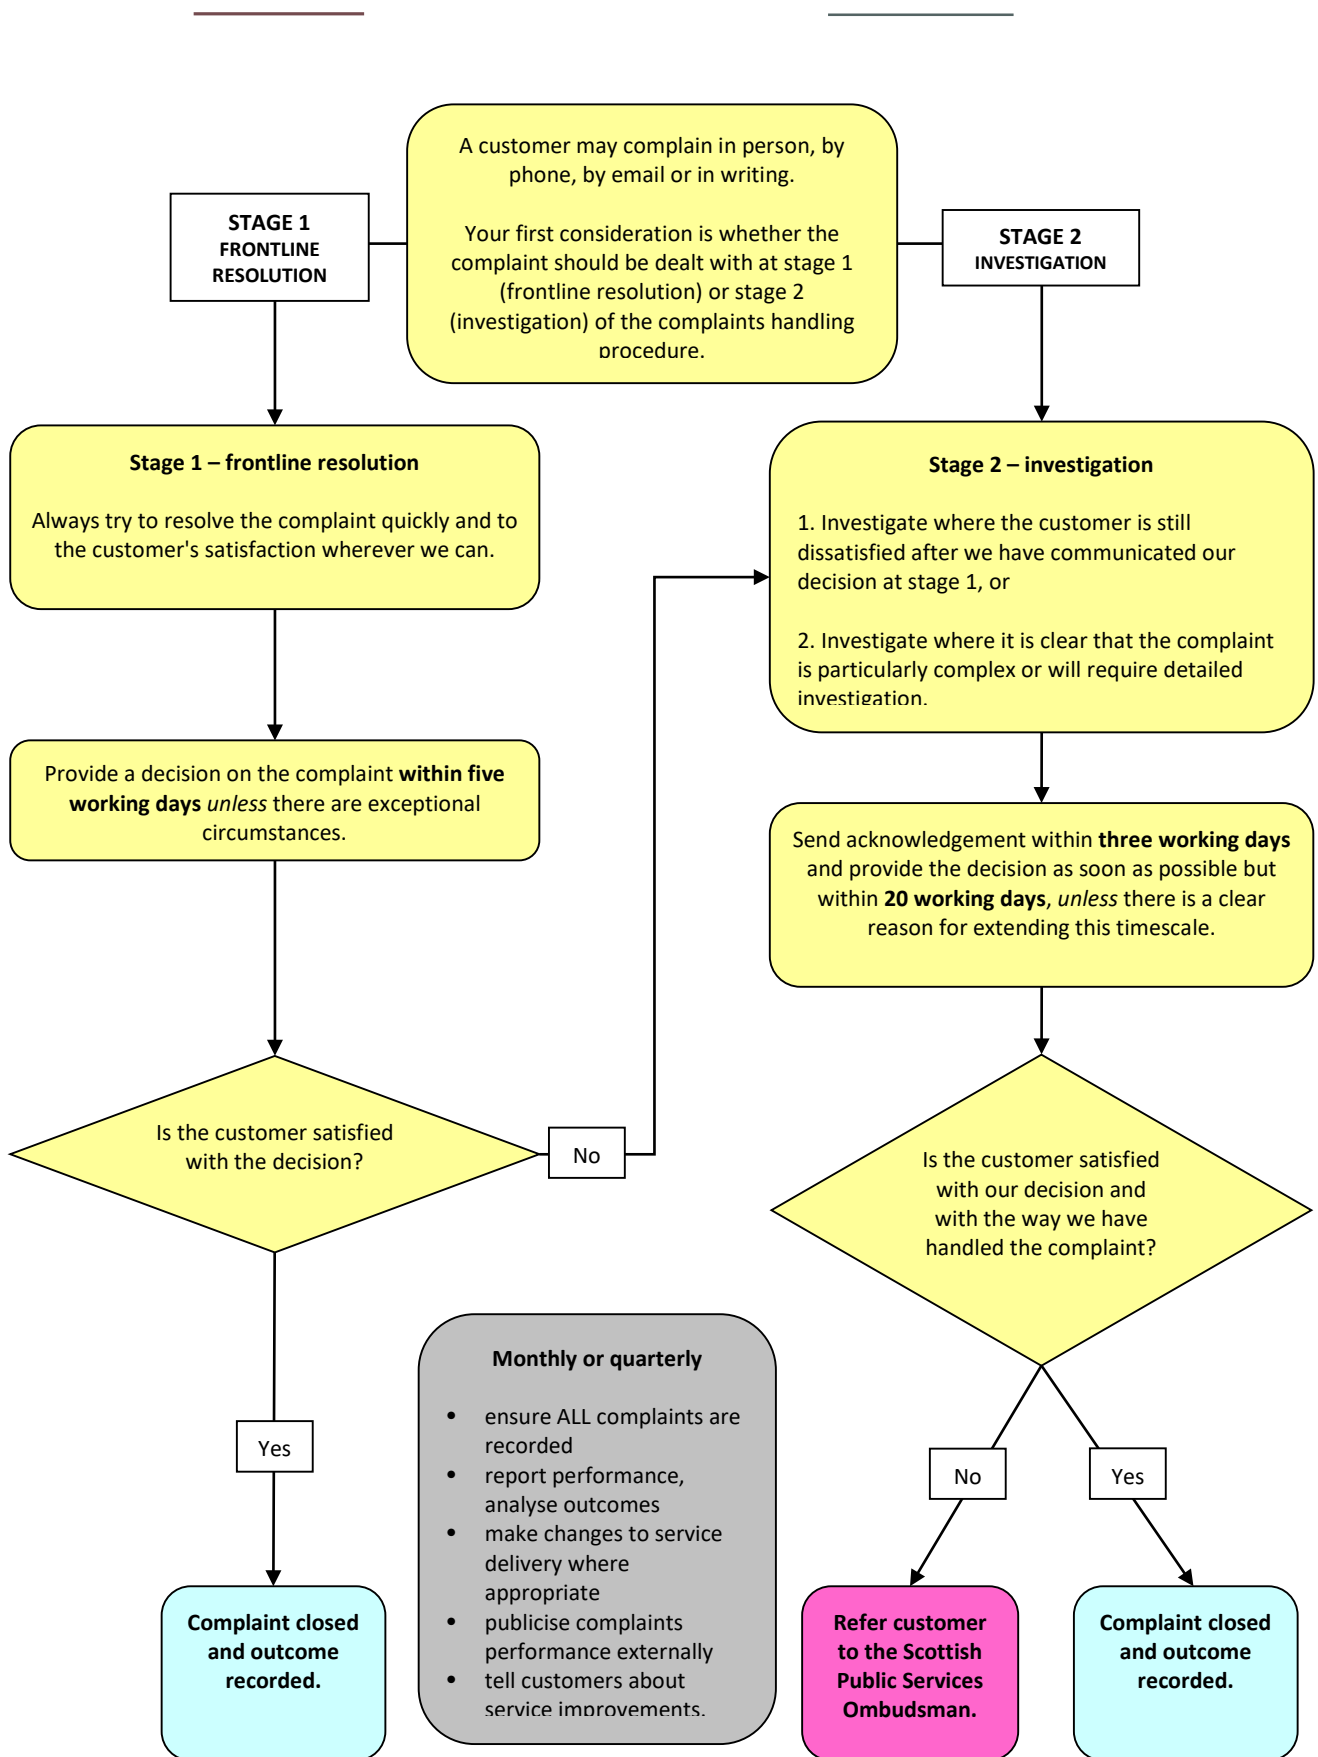 A customer may complain in person, by
phone, by email or in writing.
Your first consideration is whether the
complaint should be dealt with at stage 1
(frontline resolution) or stage 2
(investigation) of the complaints handling
procedure.
STAGE 1
FRONTLINE
RESOLUTION
STAGE 2
INVESTIGATION
Stage 1 – frontline resolution
Always try to resolve the complaint quickly and to
the customer's satisfaction wherever we can.
Provide a decision on the complaint within five
working days unless there are exceptional
circumstances.
Is the customer satisfied
with the decision?
No
Yes
Complaint closed
and outcome
recorded.
Stage 2 – investigation
1. Investigate where the customer is still
dissatisfied after we have communicated our
decision at stage 1, or
2. Investigate where it is clear that the complaint
is particularly complex or will require detailed
investigation.
Send acknowledgement within three working days
and provide the decision as soon as possible but
within 20 working days, unless there is a clear
reason for extending this timescale.
Is the customer satisfied
with our decision and
with the way we have
handled the complaint?
No
Yes
Refer customer
to the Scottish
Public Services
Ombudsman.
Complaint closed
and outcome
recorded.
Monthly or quarterly
• ensure ALL complaints are
recorded
• report performance,
analyse outcomes
• make changes to service
delivery where
appropriate
• publicise complaints
performance externally
• tell customers about
service improvements.